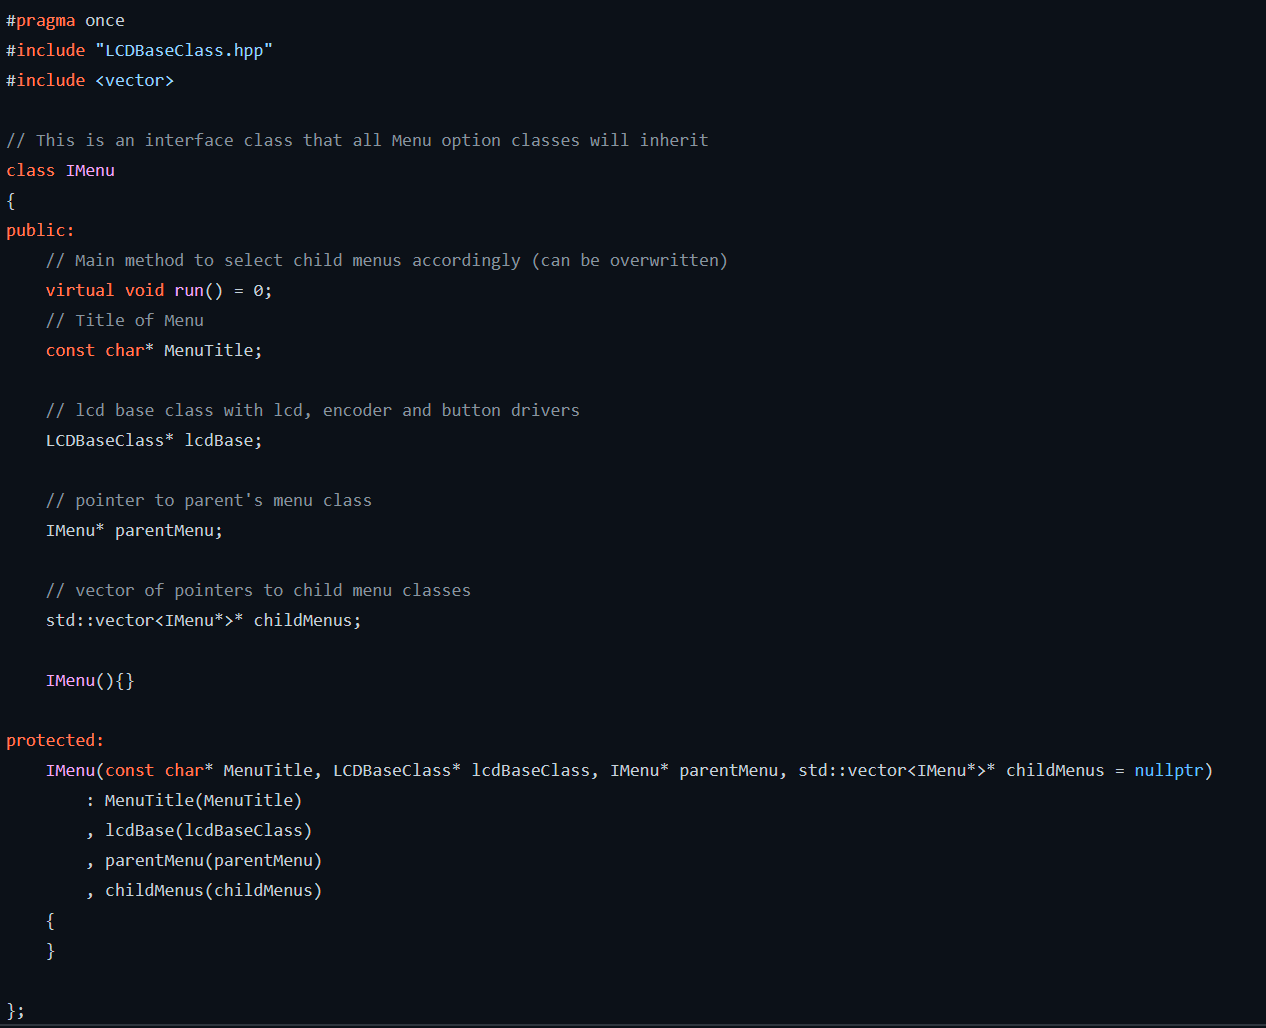 #pragma once
#include "LCDBaseClass.hpp"
#include <vector>
// This is an interface class that all Menu option classes will inherit
class IMenu
{
public:
    // Main method to select child menus accordingly (can be overwritten)
    virtual void run() = 0;
    // Title of Menu
    const char* MenuTitle;
    // lcd base class with lcd, encoder and button drivers
    LCDBaseClass* lcdBase;
    // pointer to parent's menu class
    IMenu* parentMenu;
    // vector of pointers to child menu classes
    std::vector<IMenu*>* childMenus;
    IMenu(){}
protected:
    IMenu(const char* MenuTitle, LCDBaseClass* lcdBaseClass, IMenu* parentMenu, std::vector<IMenu*>* childMenus = nullptr)
        : MenuTitle(MenuTitle)
        , lcdBase(lcdBaseClass)
        , parentMenu(parentMenu)
        , childMenus(childMenus)
    {
    }
};